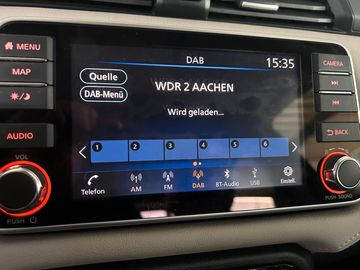 DAB
15:35
MENU
MAP
AUDIO
VOL
PUSH
CAMERA
BACK
PUSH SOUND
Quelle
DAB-Menü
WDR 2 AACHEN
Wird geladen...
1 2 3 4 5 6
Telefon
AM
FM
DAB
BT-Audio
USB
Einstell